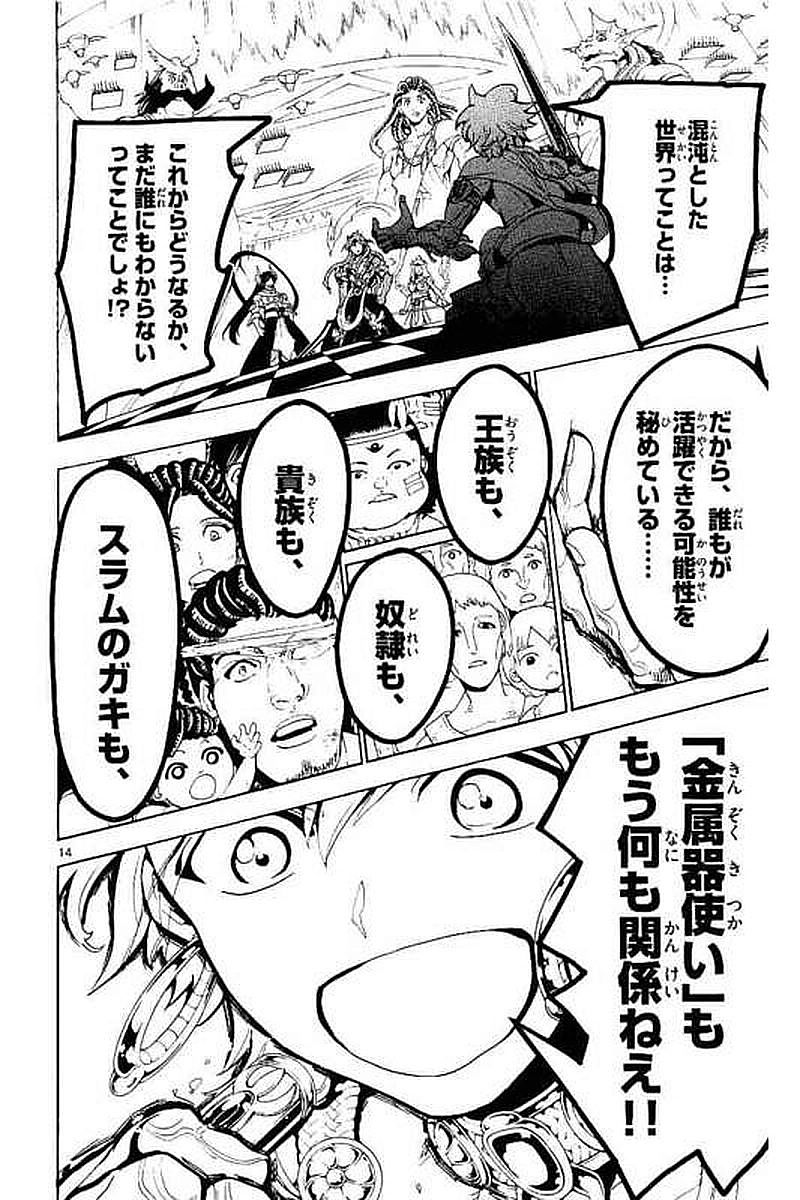 混沌とした
世界ってことは…
これからどうなるか、
まだ誰にもわからない
ってことでしょ!?
だから、誰もが
活躍できる可能性を
秘めている……
王族も、
貴族も、
奴隷も、
スラムのガキも、
「金属器使い」も
もう何も関係ねえ!!
14